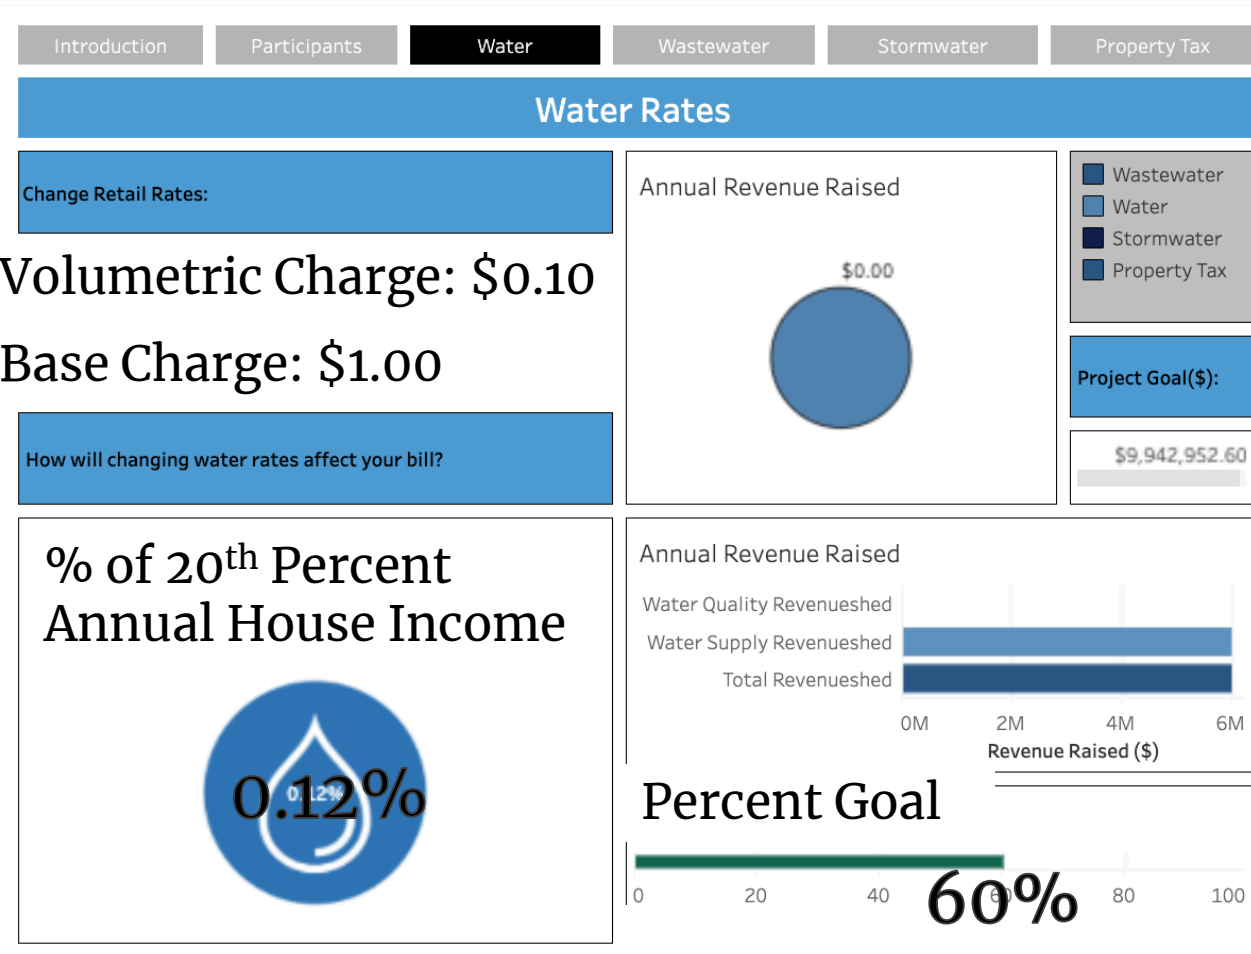 Introduction
Participants
Water
Wastewater
Stormwater
Property Tax
Water Rates
Change Retail Rates:
Volumetric Charge: $0.10
Base Charge: $1.00
How will changing water rates affect your bill?
% of 20th Percent
Annual House Income
0.12%
0.12%
Annual Revenue Raised
$0.00
Wastewater
Water
Stormwater
Property Tax
Project Goal($):
$9,942,952.60
Annual Revenue Raised
Water Quality Revenueshed
Water Supply Revenueshed
Total Revenueshed
0M 2M 4M 6M
Revenue Raised ($)
Percent Goal
0 20 40 60 80 100
60%